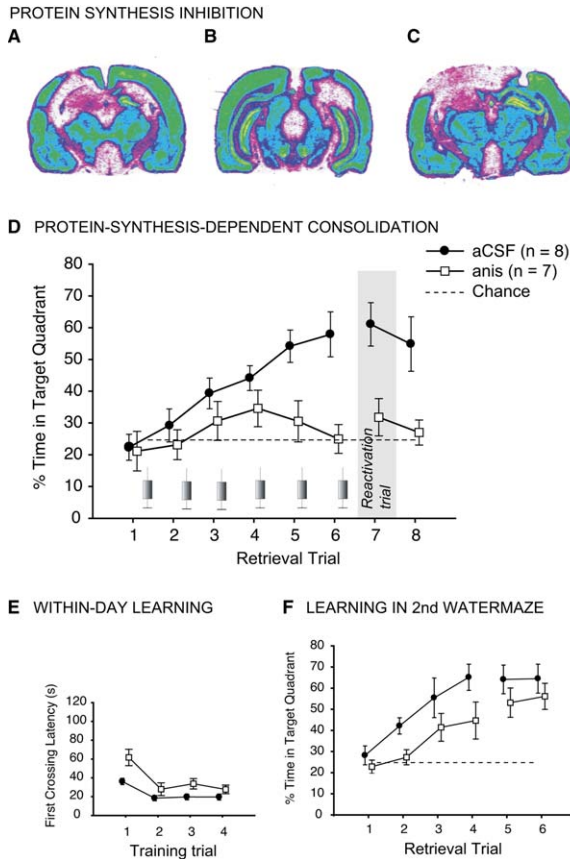 PROTEIN SYNTHESIS INHIBITION
A B C
D PROTEIN-SYNTHESIS-DEPENDENT CONSOLIDATION
aCSF (n = 8)
anis (n = 7)
Chance
80
70
60
50
40
30
20
10
0
% Time in Target Quadrant
Reactivation
trial
1 2 3 4 5 6 7 8
Retrieval Trial
E WITHIN-DAY LEARNING
120
100
80
60
40
20
0
First Crossing Latency (s)
1 2 3 4
Training trial
F LEARNING IN 2nd WATERMAZE
80
70
60
50
40
30
20
10
0
% Time in Target Quadrant
1 2 3 4 5 6
Retrieval Trial